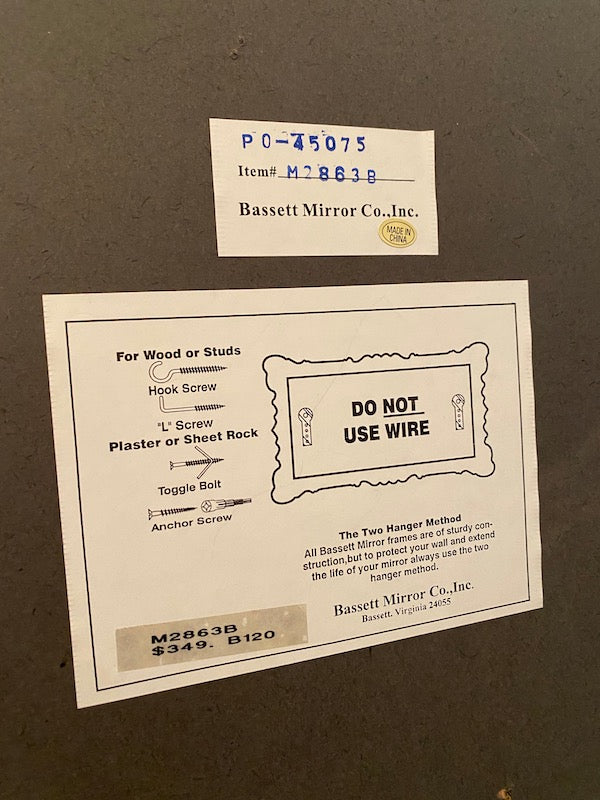 PO-45075
Item# M2863B
Bassett Mirror Co.,Inc.
MADE IN
CHINA
For Wood or Studs
Hook Screw
"L" Screw
Plaster or Sheet Rock
Toggle Bolt
Anchor Screw
DO NOT
USE WIRE
The Two Hanger Method
All Bassett Mirror frames are of sturdy con-
struction,but to protect your wall and extend
the life of your mirror always use the two
hanger method.
Bassett Mirror Co.,Inc.
Bassett, Virginia 24055
M2863B
$349. B120